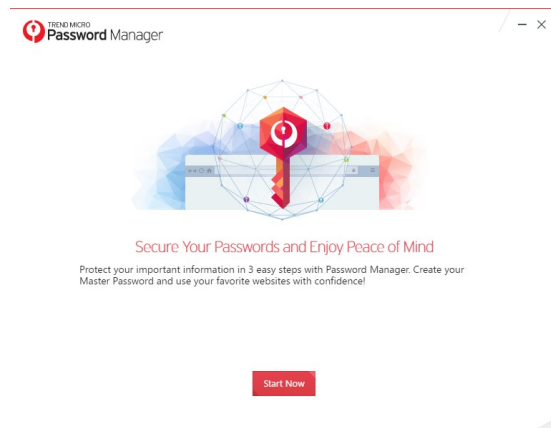 TREND MICRO
Password Manager
Secure Your Passwords and Enjoy Peace of Mind
Protect your important information in 3 easy steps with Password Manager. Create your
Master Password and use your favorite websites with confidence!
Start Now